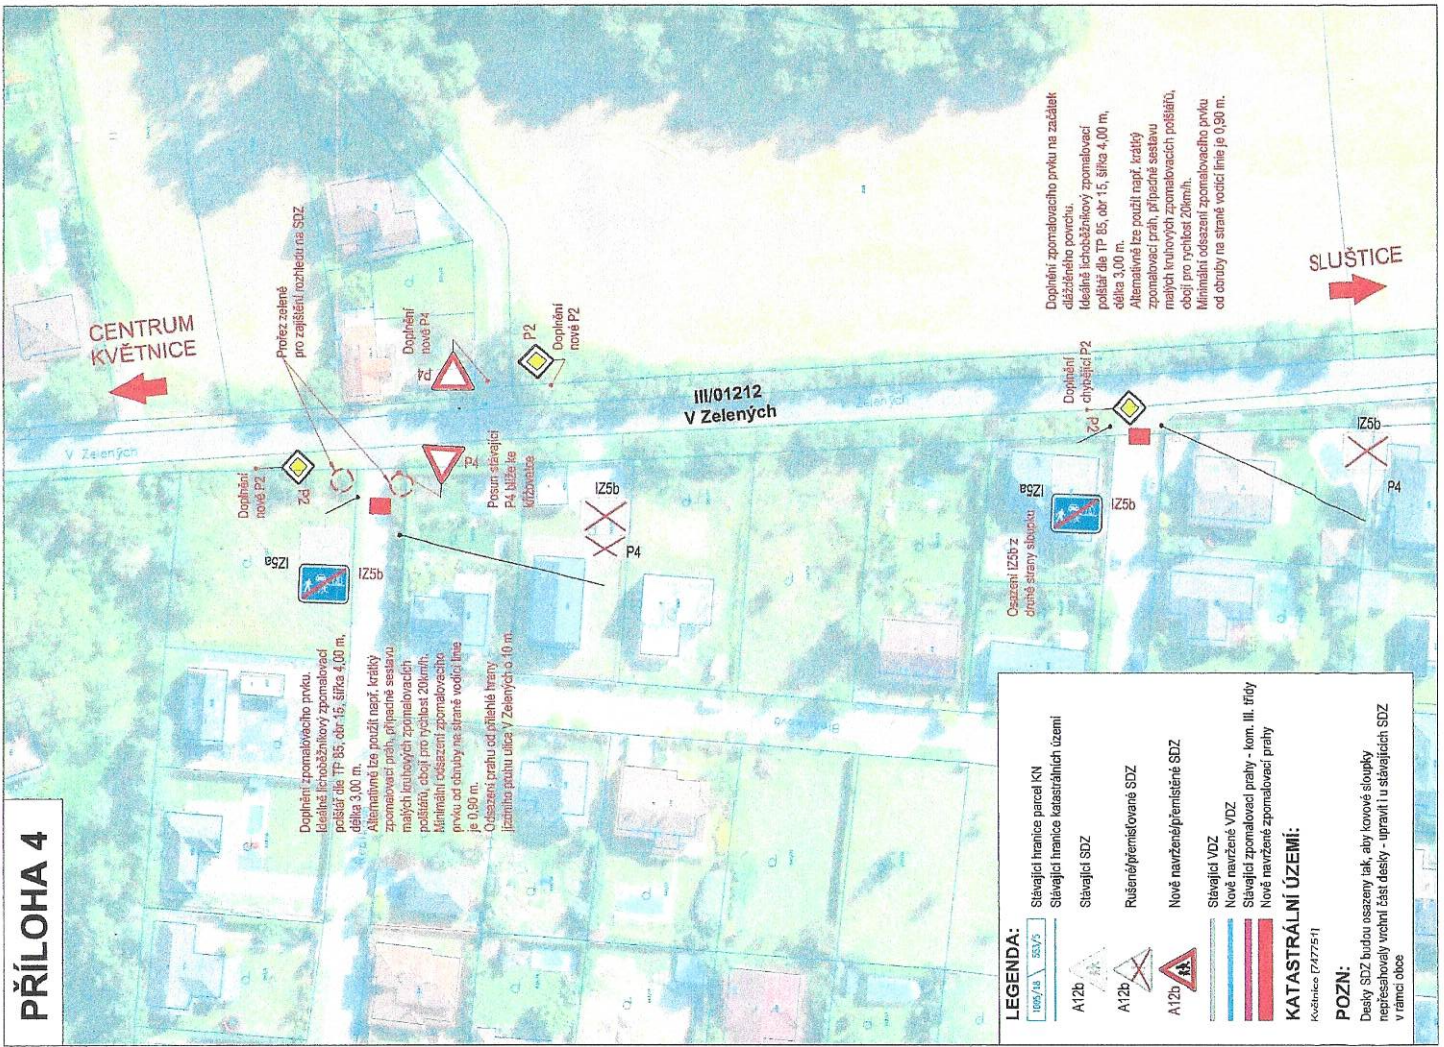 PŘÍLOHA 4
CENTRUM
KVĚTNICE
Prořez zeleně
pro zajištění rozhledu na SDZ
V Zelených
Doplnění
nové P2
P2
Doplnění
nové P4
P4
P2
Doplnění
nové P2
P4
Posun stávající
P4 blíže ke
křižovatce
IZ5a
IZ5b
IZ5b
P4
III/01212
V Zelených
Doplnění zpomalovacího prvku.
Ideálně lichoběžníkový zpomalovací
polštář dle TP 85, obr 15, šířka 4,00 m,
délka 3,00 m.
Alternativně lze použít např. krátký
zpomalovací práh, případně sestavu
malých kruhových zpomalovacích
polštářů, obojí pro rychlost 20km/h.
Minimální odsazení zpomalovacího
prvku od obruby na straně vodící linie
je 0,90 m.
Odsazení prahu od přilehlé hrany
jízdního pruhu ulice V Zelených o 10 m.
Doplnění zpomalovacího prvku na začátek
dlážděného povrchu.
Ideálně lichoběžníkový zpomalovací
polštář dle TP 85, obr 15, šířka 4,00 m,
délka 3,00 m.
Alternativně lze použít např. krátký
zpomalovací práh, případně sestavu
malých kruhových zpomalovacích polštářů,
obojí pro rychlost 20km/h.
Minimální odsazení zpomalovacího prvku
od obruby na straně vodící linie je 0,90 m.
SLUŠTICE
Doplnění
chybějící P2
P2
IZ5a
IZ5b
Osazení IZ5b z
druhé strany sloupku
IZ5b
P4
LEGENDA:
1095/18 553/5 Stávající hranice parcel KN
Stávající hranice katastrálních území
A12b Stávající SDZ
A12b Rušené/přemisťované SDZ
A12b Nově navržené/přemístěné SDZ
Stávající VDZ
Nově navržené VDZ
Stávající zpomalovací prahy - kom. III. třídy
Nově navržené zpomalovací prahy
KATASTRÁLNÍ ÚZEMÍ:
Květnice [747751]
POZN:
Desky SDZ budou osazeny tak, aby kovové sloupky
nepřesahovaly vrchní část desky - upravit i u stávajících SDZ
v rámci obce